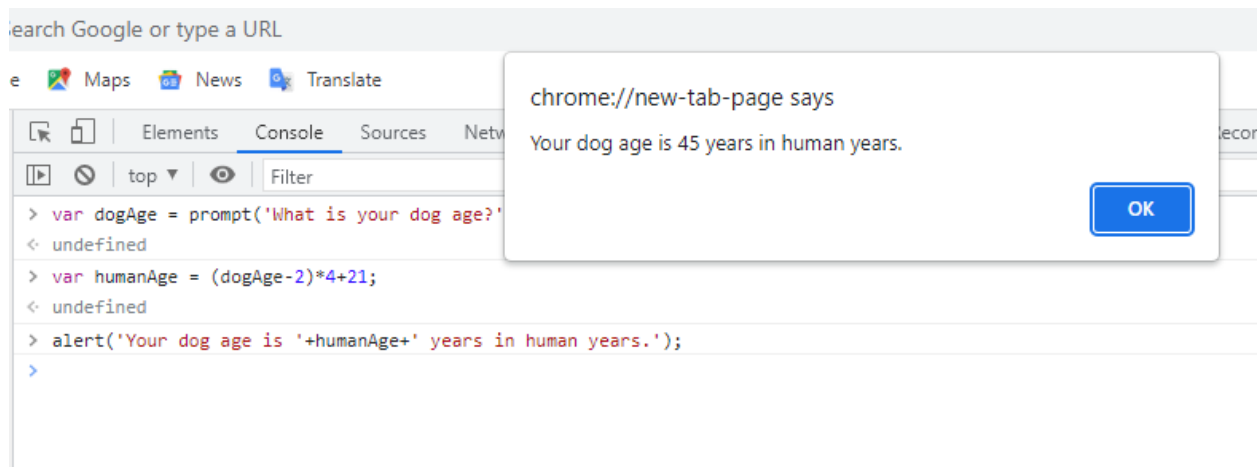 Search Google or type a URL
e Maps News Translate
chrome://new-tab-page says
Your dog age is 45 years in human years.
OK
Elements Console Sources Netw
top Filter
> var dogAge = prompt('What is your dog age?'
<· undefined
> var humanAge = (dogAge-2)*4+21;
<· undefined
> alert('Your dog age is '+humanAge+' years in human years.');
>